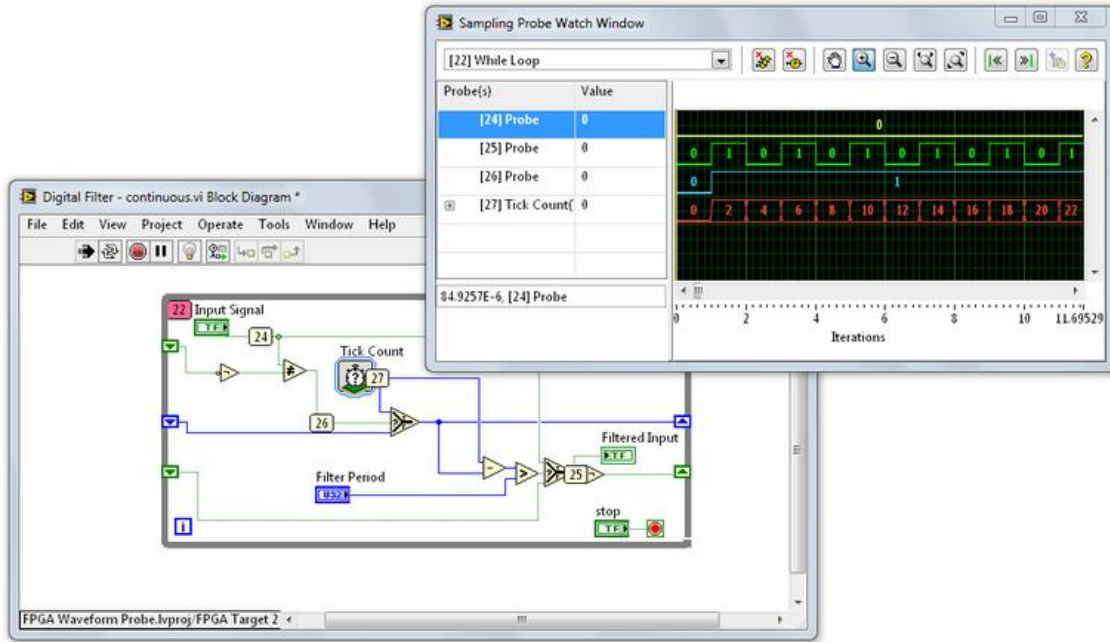 Sampling Probe Watch Window
[22] While Loop
Probe(s) Value
[24] Probe 0
[25] Probe 0
[26] Probe 0
[27] Tick Count( 0
84.9257E-6, [24] Probe
0
0 1 0 1 0 1 0 1 0 1 0 1
0 1
0 2 4 6 8 10 12 14 16 18 20 22
0 2 4 6 8 10 11.69529
Iterations
Digital Filter - continuous.vi Block Diagram *
File Edit View Project Operate Tools Window Help
22 Input Signal
TF
24
Tick Count
27
26
Filtered Input
TF
25
Filter Period
U32
stop
TF
i
FPGA Waveform Probe.lvproj/FPGA Target 2